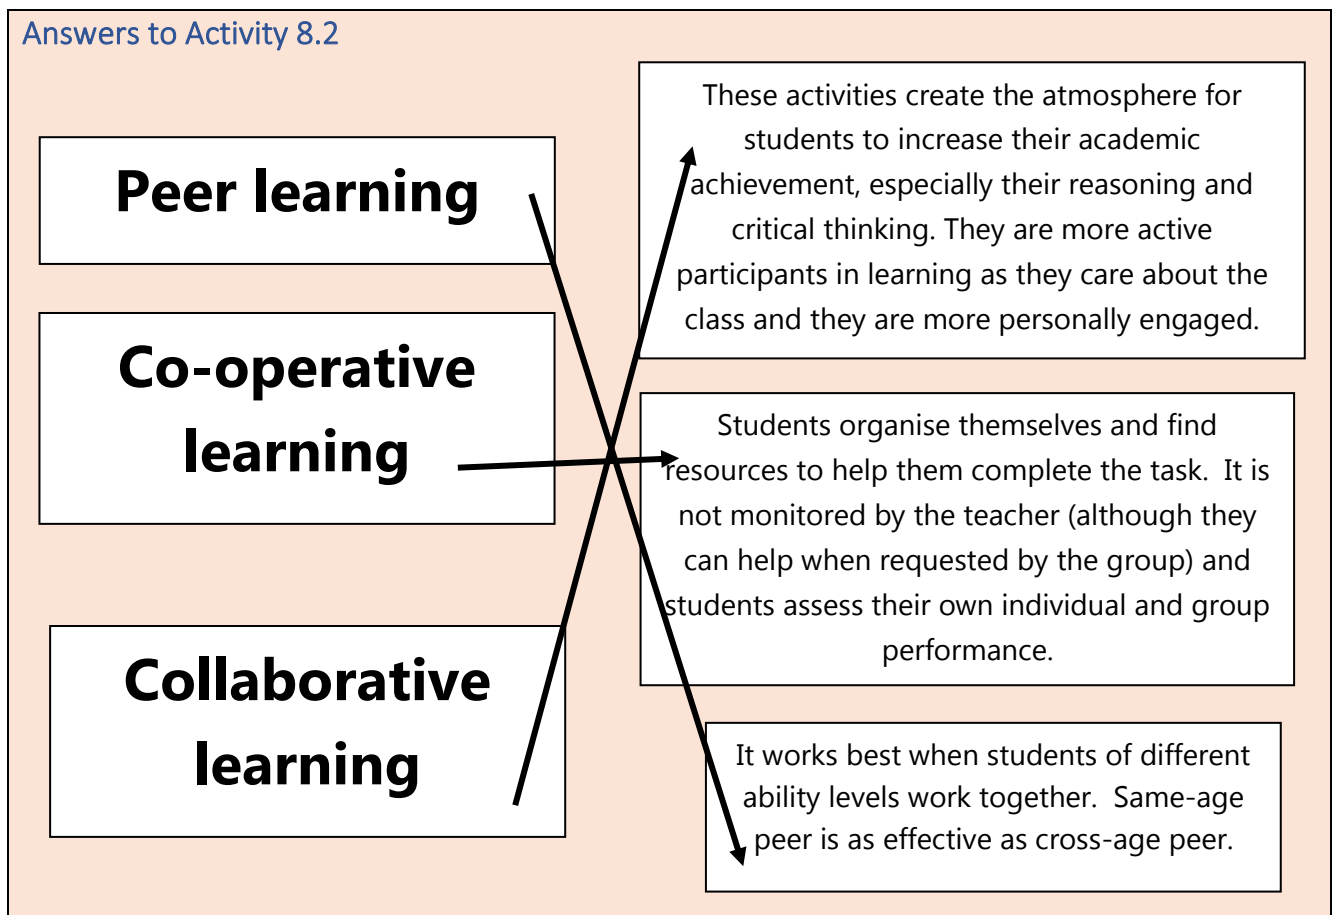 Answers to Activity 8.2
Peer learning
Co-operative
learning
Collaborative
learning
These activities create the atmosphere for
students to increase their academic
achievement, especially their reasoning and
critical thinking. They are more active
participants in learning as they care about the
class and they are more personally engaged.
Students organise themselves and find
resources to help them complete the task.  It is
not monitored by the teacher (although they
can help when requested by the group) and
students assess their own individual and group
performance.
It works best when students of different
ability levels work together.  Same-age
peer is as effective as cross-age peer.